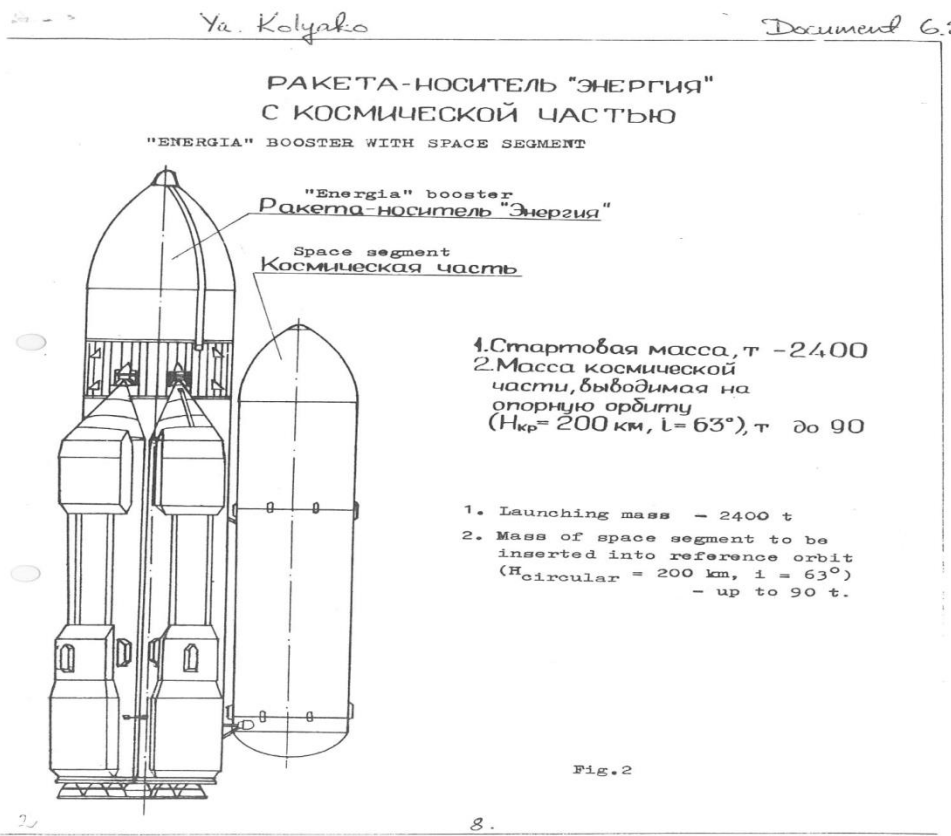 Ya. Kolyako
Document 6.
РАКЕТА-НОСИТЕЛЬ "ЭНЕРГИЯ"
С КОСМИЧЕСКОЙ ЧАСТЬЮ
"ENERGIA" BOOSTER WITH SPACE SEGMENT
"Energia" booster
Ракета-носитель "Энергия"
Space segment
Космическая часть
1. Стартовая масса, т -2400
2. Масса космической
части, выводимая на
опорную орбиту
(Hкр= 200 км, i= 63°), т до 90
1. Launching mass - 2400 t
2. Mass of space segment to be
inserted into reference orbit
(Hcircular = 200 km, i = 63°)
- up to 90 t.
Fig.2
2
8.